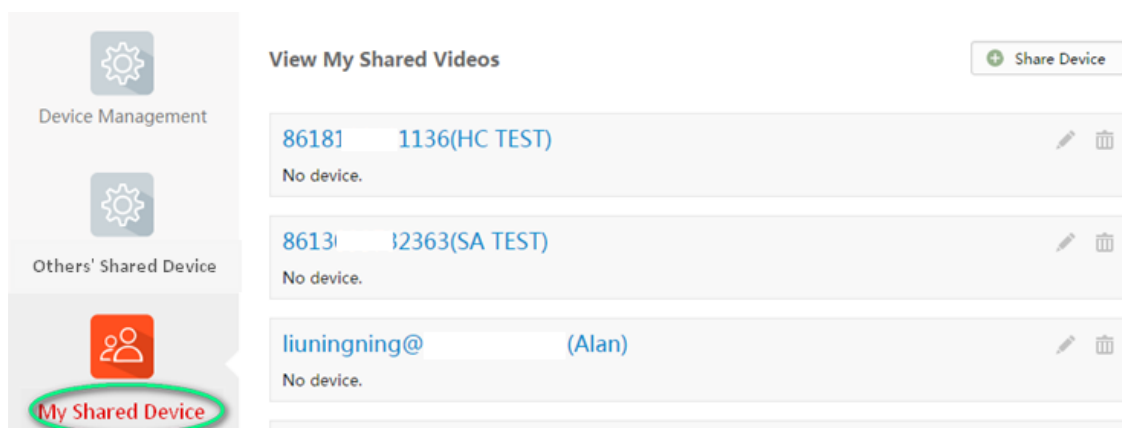 Device Management
Others' Shared Device
My Shared Device
View My Shared Videos
Share Device
86181 1136(HC TEST)
No device.
8613 32363(SA TEST)
No device.
liuningning@ (Alan)
No device.